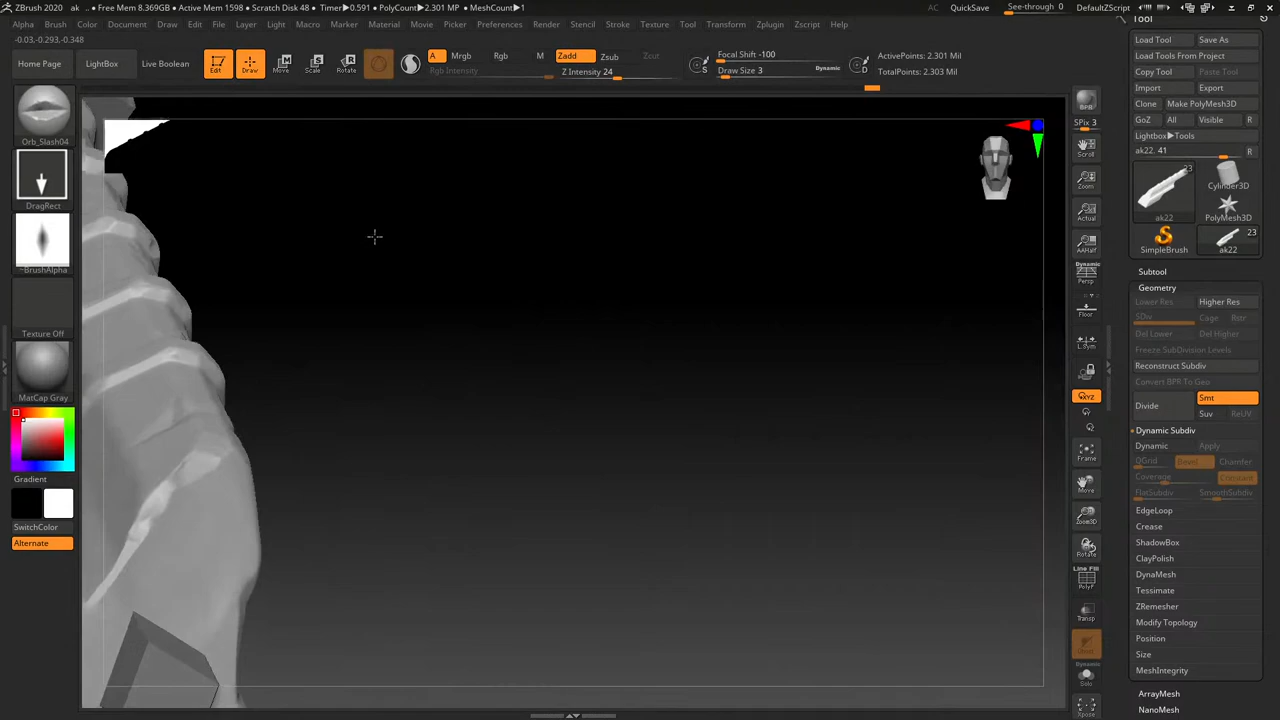 ZBrush 2020 ak .. • Free Mem 8.369GB • Active Mem 1598 • Scratch Disk 48 • Timer▶0.591 • PolyCount▶2.301 MP • MeshCount▶1 AC QuickSave See-through 0 Menus DefaultZScript
Alpha Brush Color Document Draw Edit File Layer Light Macro Marker Material Movie Picker Preferences Render Stencil Stroke Texture Tool Transform Zplugin Zscript
-0.03,-0.293,-0.348
Home Page LightBox Live Boolean Edit Draw Move Scale Rotate
A Mrgb Rgb M Zadd Zsub Zcut
Rgb Intensity Z Intensity 24
Focal Shift -100
Draw Size 3 Dynamic
ActivePoints: 2.301 Mil
TotalPoints: 2.303 Mil
Orb_Slash04
DragRect
~BrushAlpha
Texture Off
MatCap Gray
Gradient
SwitchColor
Alternate
BPR
SPix 3
Scroll
Zoom
Actual
AAHalf
Dynamic
Persp
Floor
L.Sym
XYZ
Frame
Move
Zoom3D
Rotate
Line Fill
PolyF
Transp
Dynamic
Solo
Xpose
Tool
Load Tool Save As
Load Tools From Project
Copy Tool Paste Tool
Import Export
Clone Make PolyMesh3D
GoZ All Visible R
Lightbox▶Tools
ak22. 41 R
23
Cylinder3D
ak22 PolyMesh3D
23
SimpleBrush ak22
Subtool
Geometry
Lower Res Higher Res
SDiv Cage Rstr
Del Lower Del Higher
Freeze SubDivision Levels
Reconstruct Subdiv
Convert BPR To Geo
Divide Smt
Suv ReUV
Dynamic Subdiv
Dynamic Apply
QGrid Bevel Chamfer
Coverage Constant
FlatSubdiv SmoothSubdiv
EdgeLoop
Crease
ShadowBox
ClayPolish
DynaMesh
Tessimate
ZRemesher
Modify Topology
Position
Size
MeshIntegrity
ArrayMesh
NanoMesh